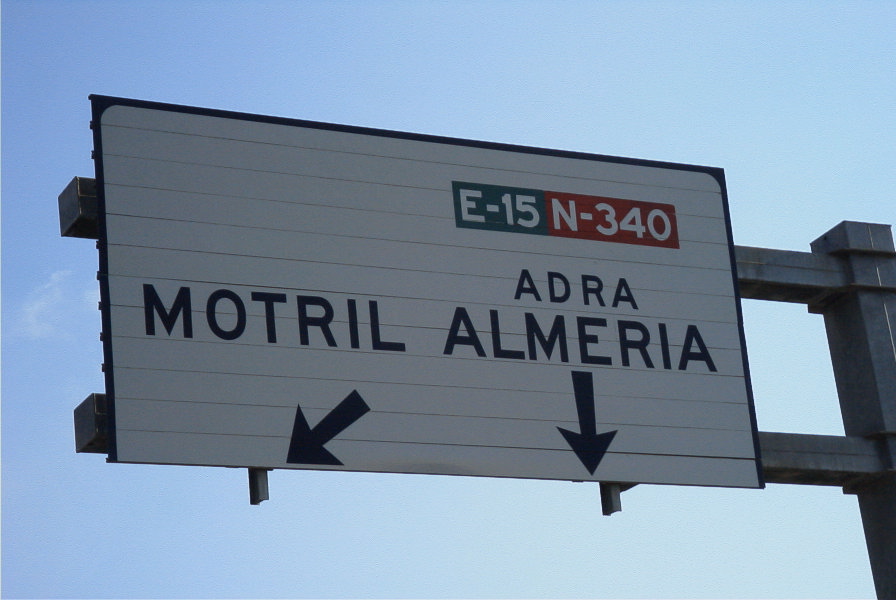 E-15 N-340
ADRA
MOTRIL ALMERIA